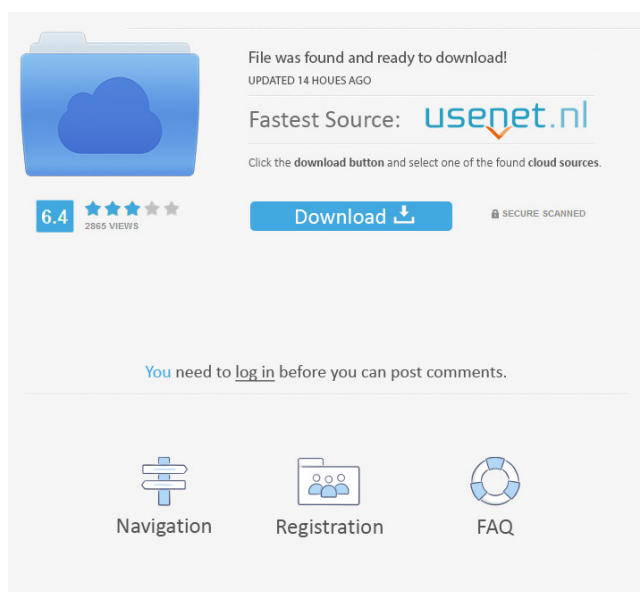 File was found and ready to download!
UPDATED 14 HOUES AGO
Fastest Source: usenet.nl
Click the download button and select one of the found cloud sources.
6.4
2865 VIEWS
Download
SECURE SCANNED
You need to log in before you can post comments.
Navigation
Registration
FAQ